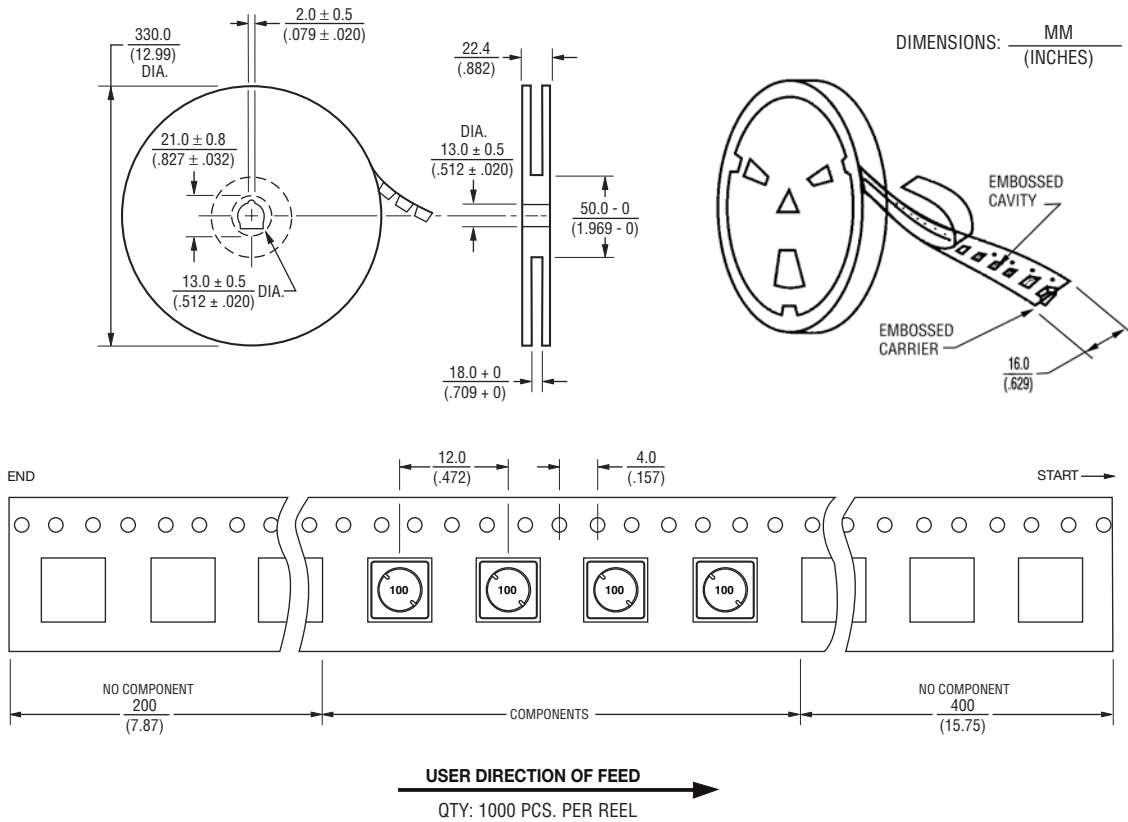 330.0
(12.99)
DIA.
2.0 ± 0.5
(.079 ± .020)
21.0 ± 0.8
(.827 ± .032)
13.0 ± 0.5
(.512 ± .020)
DIA.
22.4
(.882)
DIA.
13.0 ± 0.5
(.512 ± .020)
50.0 - 0
(1.969 - 0)
18.0 + 0
(.709 + 0)
DIMENSIONS:
MM
(INCHES)
EMBOSSED
CAVITY
EMBOSSED
CARRIER
16.0
(.629)
END
12.0
(.472)
4.0
(.157)
START
100
100
100
100
NO COMPONENT
200
(7.87)
COMPONENTS
NO COMPONENT
400
(15.75)
USER DIRECTION OF FEED
QTY: 1000 PCS. PER REEL